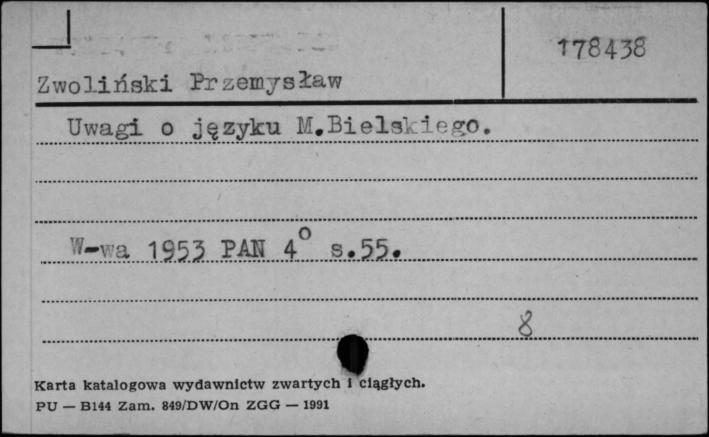 178438
Zwoliński Przemysław
Uwagi o języku M.Bielskiego.
W-wa 1953 PAN 4° s.55.
8
Karta katalogowa wydawnictw zwartych i ciągłych.
PU — B144 Zam. 849/DW/On ZGG — 1991